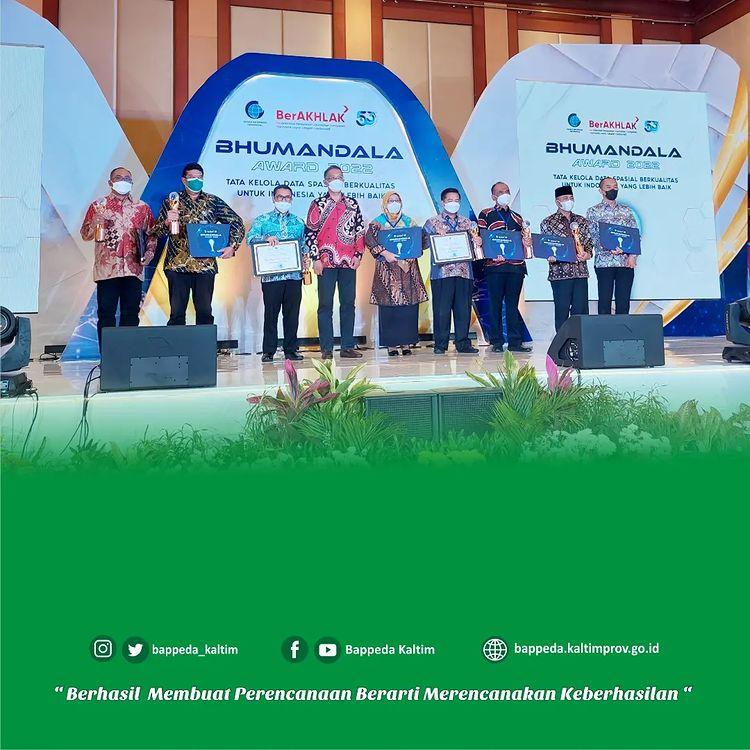 BerAKHLAK
BHUMANDALA
AWARD 2022
TATA KELOLA DATA SPASIAL BERKUALITAS
UNTUK INDONESIA YANG LEBIH BAIK
BerAKHLAK
BHUMANDALA
AWARD 2022
TATA KELOLA DATA SPASIAL BERKUALITAS
UNTUK INDONESIA YANG LEBIH BAIK
bappeda_kaltim
Bappeda Kaltim
bappeda.kaltimprov.go.id
“ Berhasil Membuat Perencanaan Berarti Merencanakan Keberhasilan “